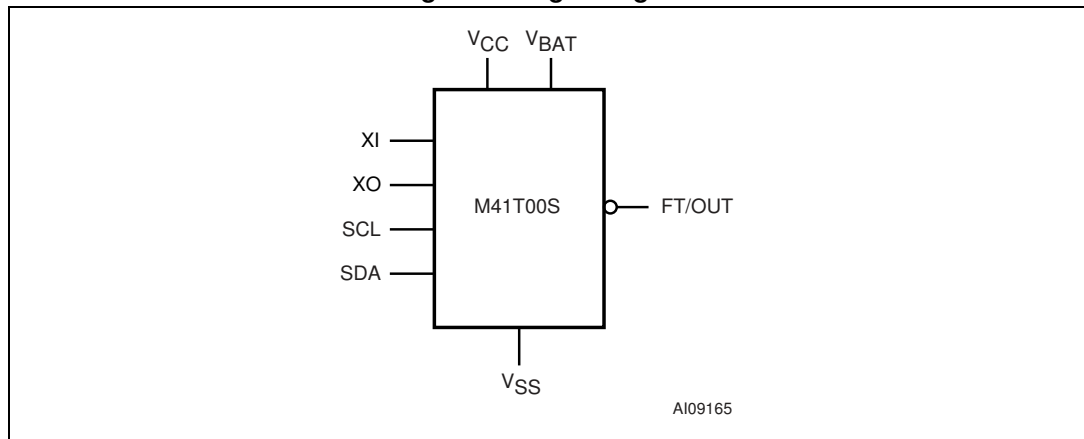 VCC VBAT
XI
XO
M41T00S
FT/OUT
SCL
SDA
VSS
AI09165